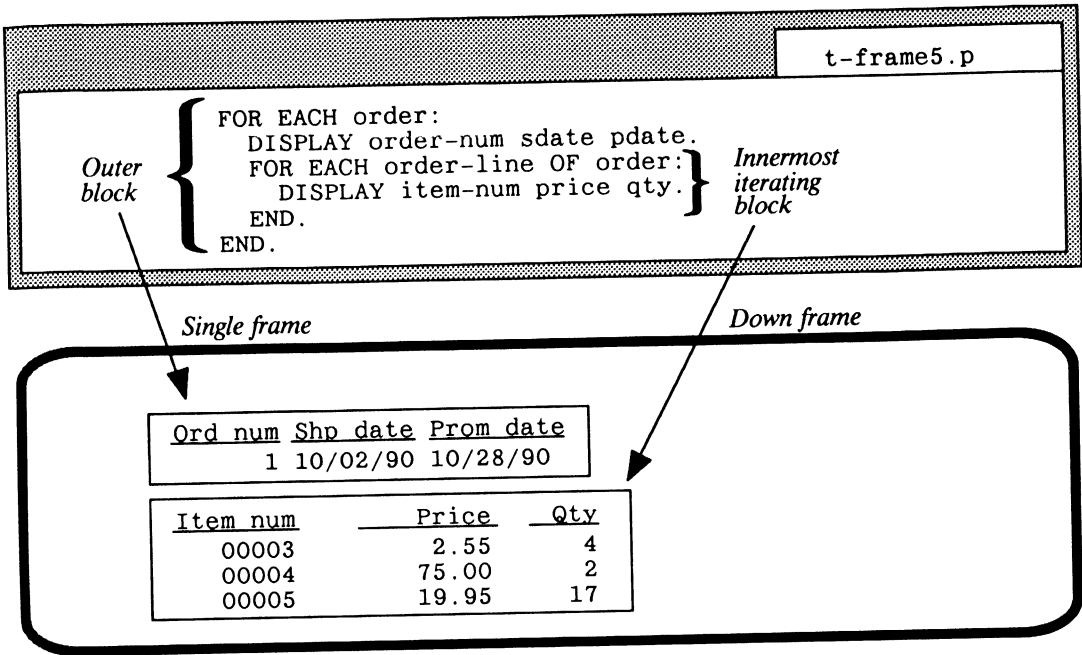 t-frame5.p
FOR EACH order:
DISPLAY order-num sdate pdate.
FOR EACH order-line OF order:
DISPLAY item-num price qty.
END.
END.
Outer
block
Innermost
iterating
block
Single frame
Down frame
Ord num Shp date Prom date
1 10/02/90 10/28/90
Item num Price Qty
00003 2.55 4
00004 75.00 2
00005 19.95 17